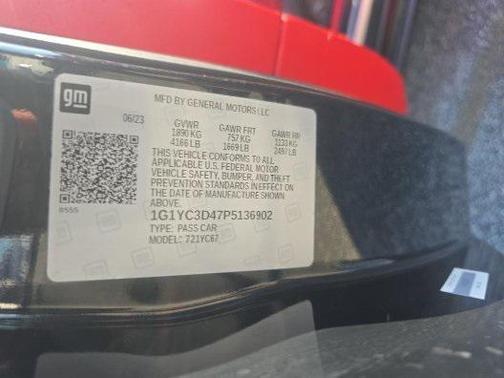 gm
MFD BY GENERAL MOTORS LLC
06/23
GVWR GAWR FRT GAWR RR
1890 KG 757 KG 1133 KG
4166 LB 1669 LB 2497 LB
THIS VEHICLE CONFORMS TO ALL
APPLICABLE U.S. FEDERAL MOTOR
VEHICLE SAFETY, BUMPER, AND THEFT
PREVENTION STANDARDS IN EFFECT ON
THE DATE OF MANUFACTURE SHOWN
ABOVE.
1G1YC3D47P5136902
TYPE: PASS CAR
MODEL: 721YC67